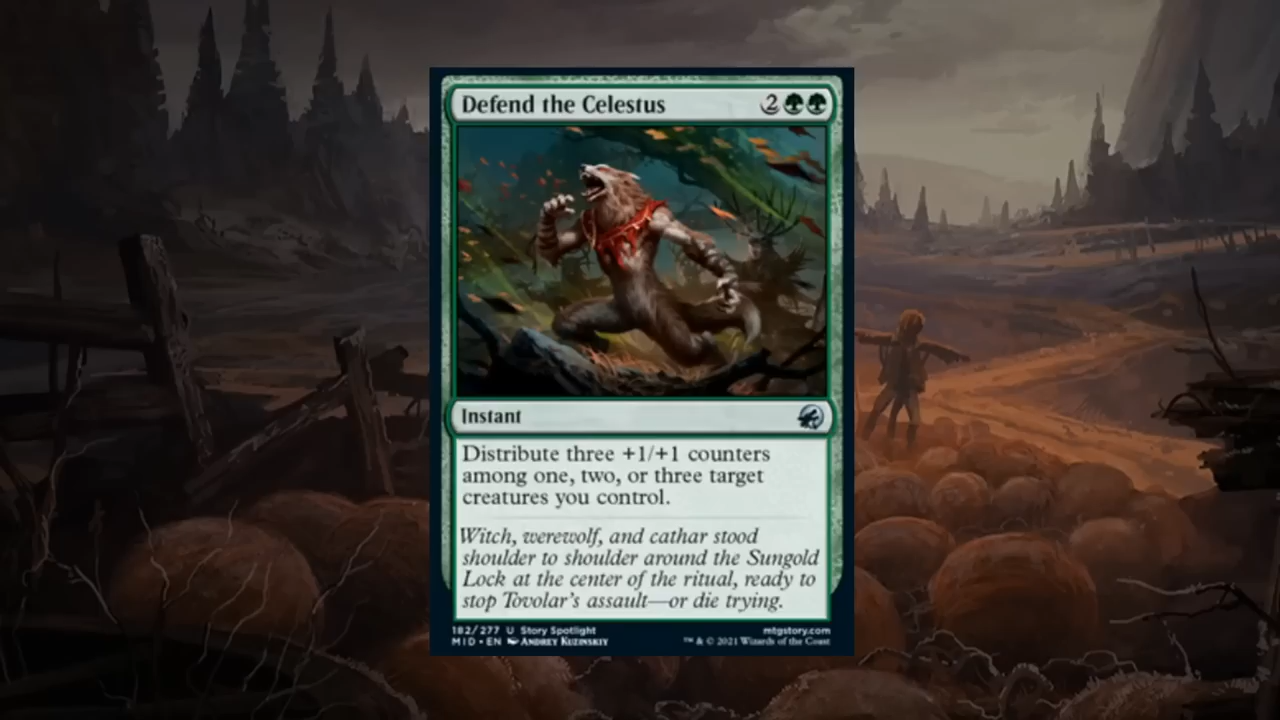 Defend the Celestus 2
Instant
Distribute three +1/+1 counters
among one, two, or three target
creatures you control.
Witch, werewolf, and cathar stood
shoulder to shoulder around the Sungold
Lock at the center of the ritual, ready to
stop Tovolar's assault—or die trying.
182/277 U Story Spotlight mtgstory.com
MID • EN ANDREY KUZINSKIY ™ & © 2021 Wizards of the Coast